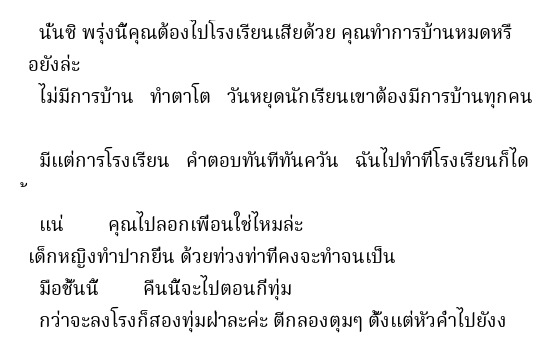 นั่นซิ พรุ่งนี้คุณต้องไปโรงเรียนเสียด้วย คุณทำการบ้านหมดหรื
อยังล่ะ
ไม่มีการบ้าน ทำตาโต วันหยุดนักเรียนเขาต้องมีการบ้านทุกคน
มีแต่การโรงเรียน คำตอบทันทีทันควัน ฉันไปทำที่โรงเรียนก็ได
้
แน่ คุณไปลอกเพื่อนใช่ไหมล่ะ
เด็กหญิงทำปากยื่น ด้วยท่วงท่าที่คงจะทำจนเป็น
มีอชั้นนี้ คืนนี้จะไปตอนกี่ทุ่ม
กว่าจะลงโรงก็สองทุ่มฝ่าละค่ะ ตีกลองตุมๆ ตั้งแต่หัวค่ำไปยังง